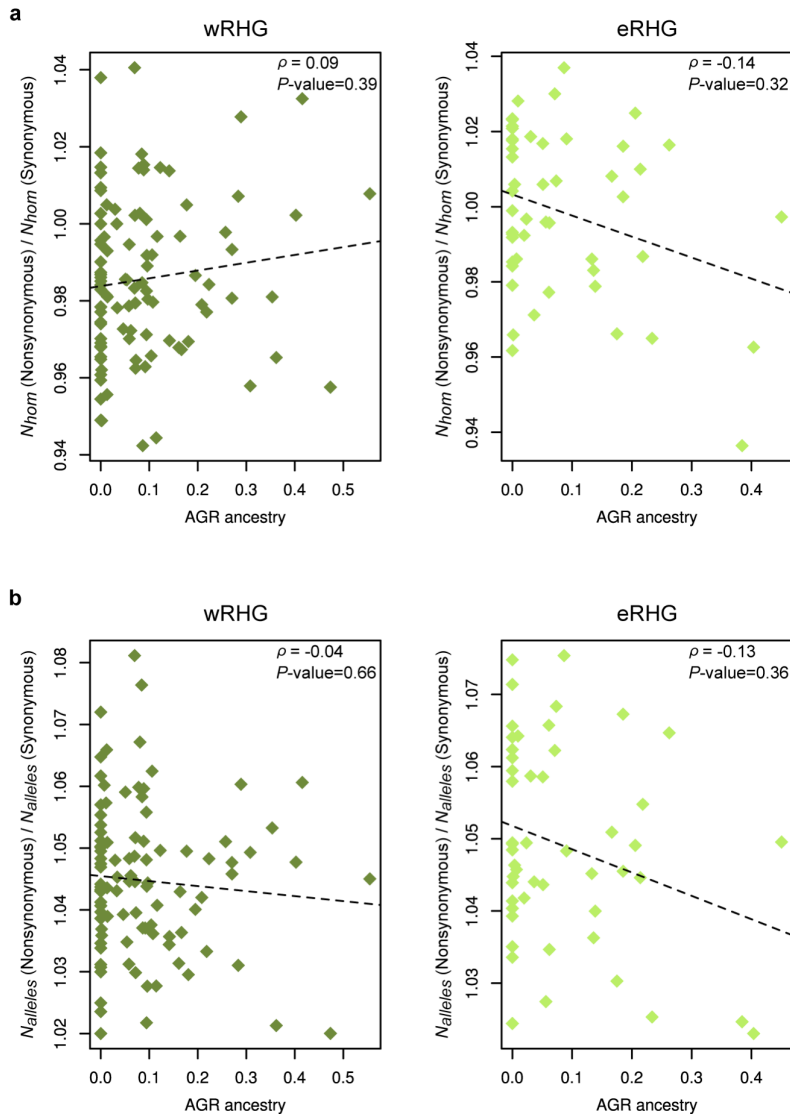 a
wRHG
ρ = 0.09
P-value=0.39
Nhom (Nonsynonymous) / Nhom (Synonymous)
0.94 0.96 0.98 1.00 1.02 1.04
0.0 0.1 0.2 0.3 0.4 0.5
AGR ancestry
eRHG
ρ = -0.14
P-value=0.32
Nhom (Nonsynonymous) / Nhom (Synonymous)
0.94 0.96 0.98 1.00 1.02 1.04
0.0 0.1 0.2 0.3 0.4
AGR ancestry
b
wRHG
ρ = -0.04
P-value=0.66
Nalleles (Nonsynonymous) / Nalleles (Synonymous)
1.02 1.03 1.04 1.05 1.06 1.07 1.08
0.0 0.1 0.2 0.3 0.4 0.5
AGR ancestry
eRHG
ρ = -0.13
P-value=0.36
Nalleles (Nonsynonymous) / Nalleles (Synonymous)
1.03 1.04 1.05 1.06 1.07
0.0 0.1 0.2 0.3 0.4
AGR ancestry